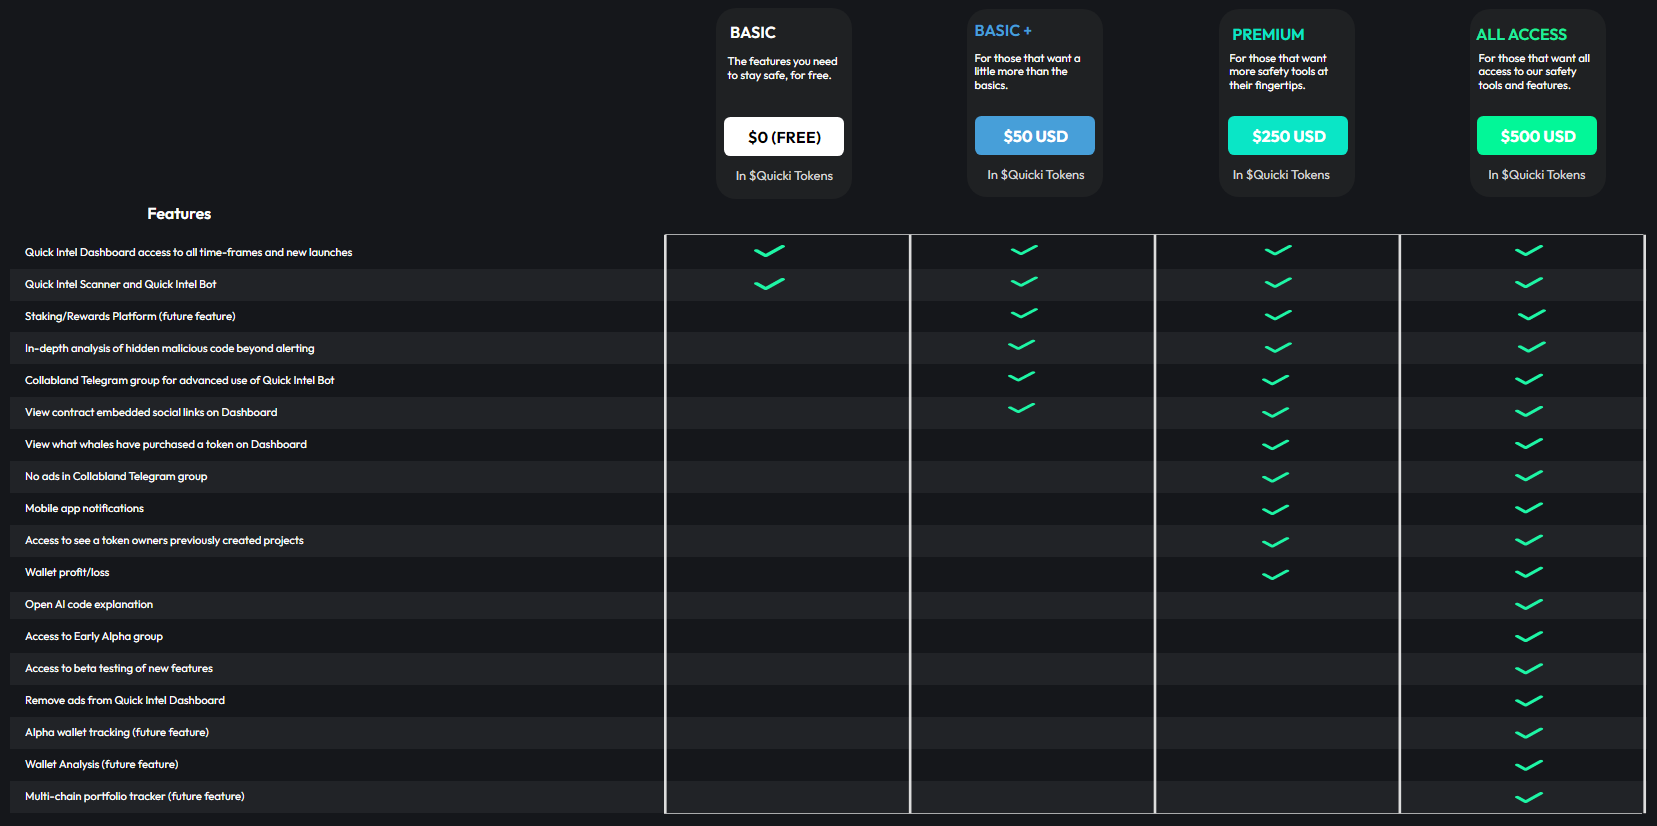 BASIC
The features you need
to stay safe, for free.
$0 (FREE)
In $Quicki Tokens
BASIC +
For those that want a
little more than the
basics.
$50 USD
In $Quicki Tokens
PREMIUM
For those that want
more safety tools at
their fingertips.
$250 USD
In $Quicki Tokens
ALL ACCESS
For those that want all
access to our safety
tools and features.
$500 USD
In $Quicki Tokens
Features
Quick Intel Dashboard access to all time-frames and new launches
Quick Intel Scanner and Quick Intel Bot
Staking/Rewards Platform (future feature)
In-depth analysis of hidden malicious code beyond alerting
Collabland Telegram group for advanced use of Quick Intel Bot
View contract embedded social links on Dashboard
View what whales have purchased a token on Dashboard
No ads in Collabland Telegram group
Mobile app notifications
Access to see a token owners previously created projects
Wallet profit/loss
Open AI code explanation
Access to Early Alpha group
Access to beta testing of new features
Remove ads from Quick Intel Dashboard
Alpha wallet tracking (future feature)
Wallet Analysis (future feature)
Multi-chain portfolio tracker (future feature)